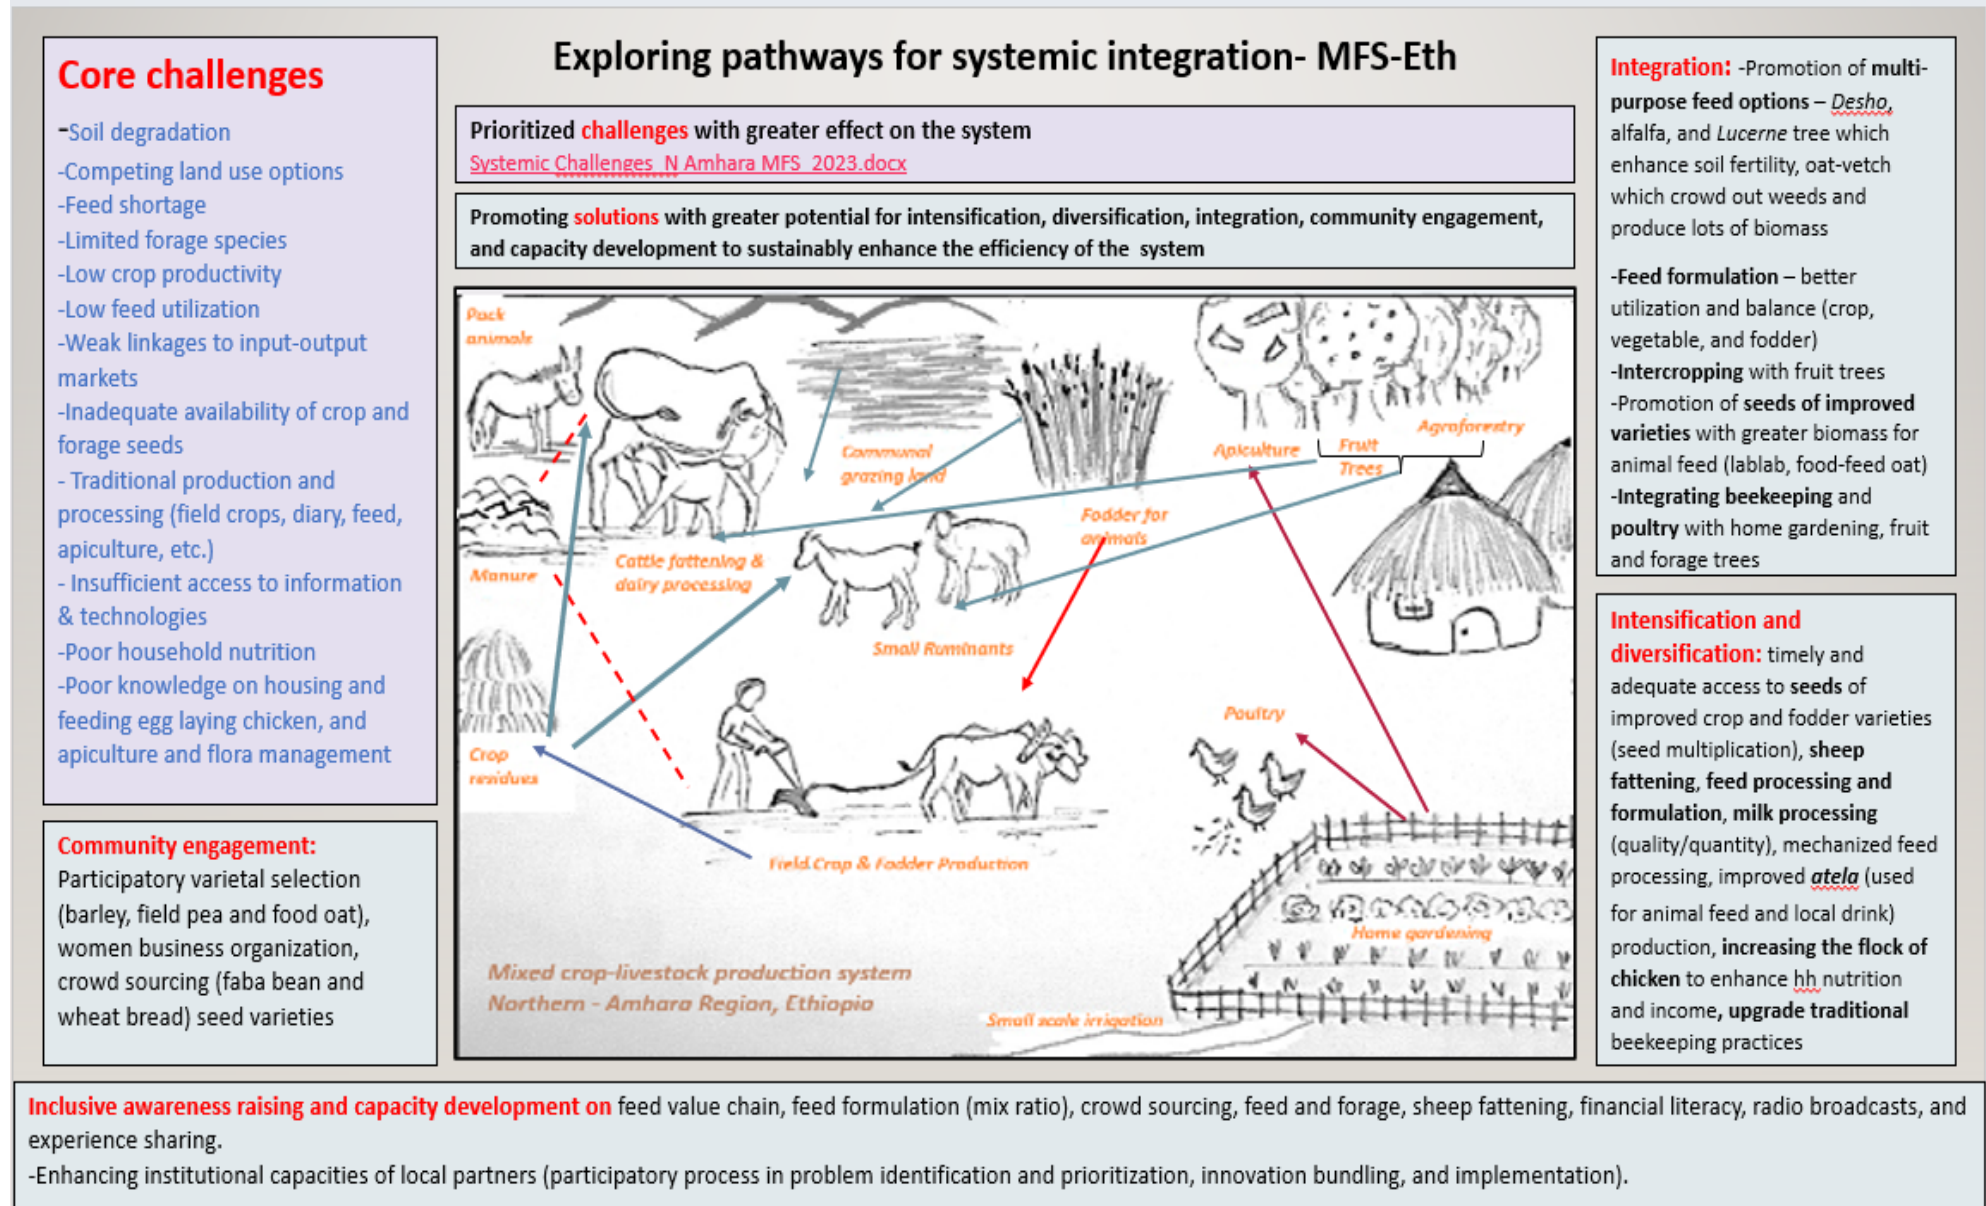 Exploring pathways for systemic integration- MFS-Eth
Core challenges
-Soil degradation
-Competing land use options
-Feed shortage
-Limited forage species
-Low crop productivity
-Low feed utilization
-Weak linkages to input-output
markets
-Inadequate availability of crop and
forage seeds
- Traditional production and
processing (field crops, diary, feed,
apiculture, etc.)
- Insufficient access to information
& technologies
-Poor household nutrition
-Poor knowledge on housing and
feeding egg laying chicken, and
apiculture and flora management
Community engagement:
Participatory varietal selection
(barley, field pea and food oat),
women business organization,
crowd sourcing (faba bean and
wheat bread) seed varieties
Prioritized challenges with greater effect on the system
Systemic Challenges_N Amhara MFS_2023.docx
Promoting solutions with greater potential for intensification, diversification, integration, community engagement,
and capacity development to sustainably enhance the efficiency of the system
Pack
animals
Communal
grazing land
Apiculture
Fruit
Trees
Agroforestry
Fodder for
animals
Manure
Cattle fattening &
dairy processing
Small Ruminants
Crop
residues
Poultry
Field Crop & Fodder Production
Home gardening
Mixed crop-livestock production system
Northern - Amhara Region, Ethiopia
Small scale irrigation
Integration: -Promotion of multi-
purpose feed options – Desho,
alfalfa, and Lucerne tree which
enhance soil fertility, oat-vetch
which crowd out weeds and
produce lots of biomass
-Feed formulation – better
utilization and balance (crop,
vegetable, and fodder)
-Intercropping with fruit trees
-Promotion of seeds of improved
varieties with greater biomass for
animal feed (lablab, food-feed oat)
-Integrating beekeeping and
poultry with home gardening, fruit
and forage trees
Intensification and
diversification: timely and
adequate access to seeds of
improved crop and fodder varieties
(seed multiplication), sheep
fattening, feed processing and
formulation, milk processing
(quality/quantity), mechanized feed
processing, improved atela (used
for animal feed and local drink)
production, increasing the flock of
chicken to enhance hh nutrition
and income, upgrade traditional
beekeeping practices
Inclusive awareness raising and capacity development on feed value chain, feed formulation (mix ratio), crowd sourcing, feed and forage, sheep fattening, financial literacy, radio broadcasts, and
experience sharing.
-Enhancing institutional capacities of local partners (participatory process in problem identification and prioritization, innovation bundling, and implementation).